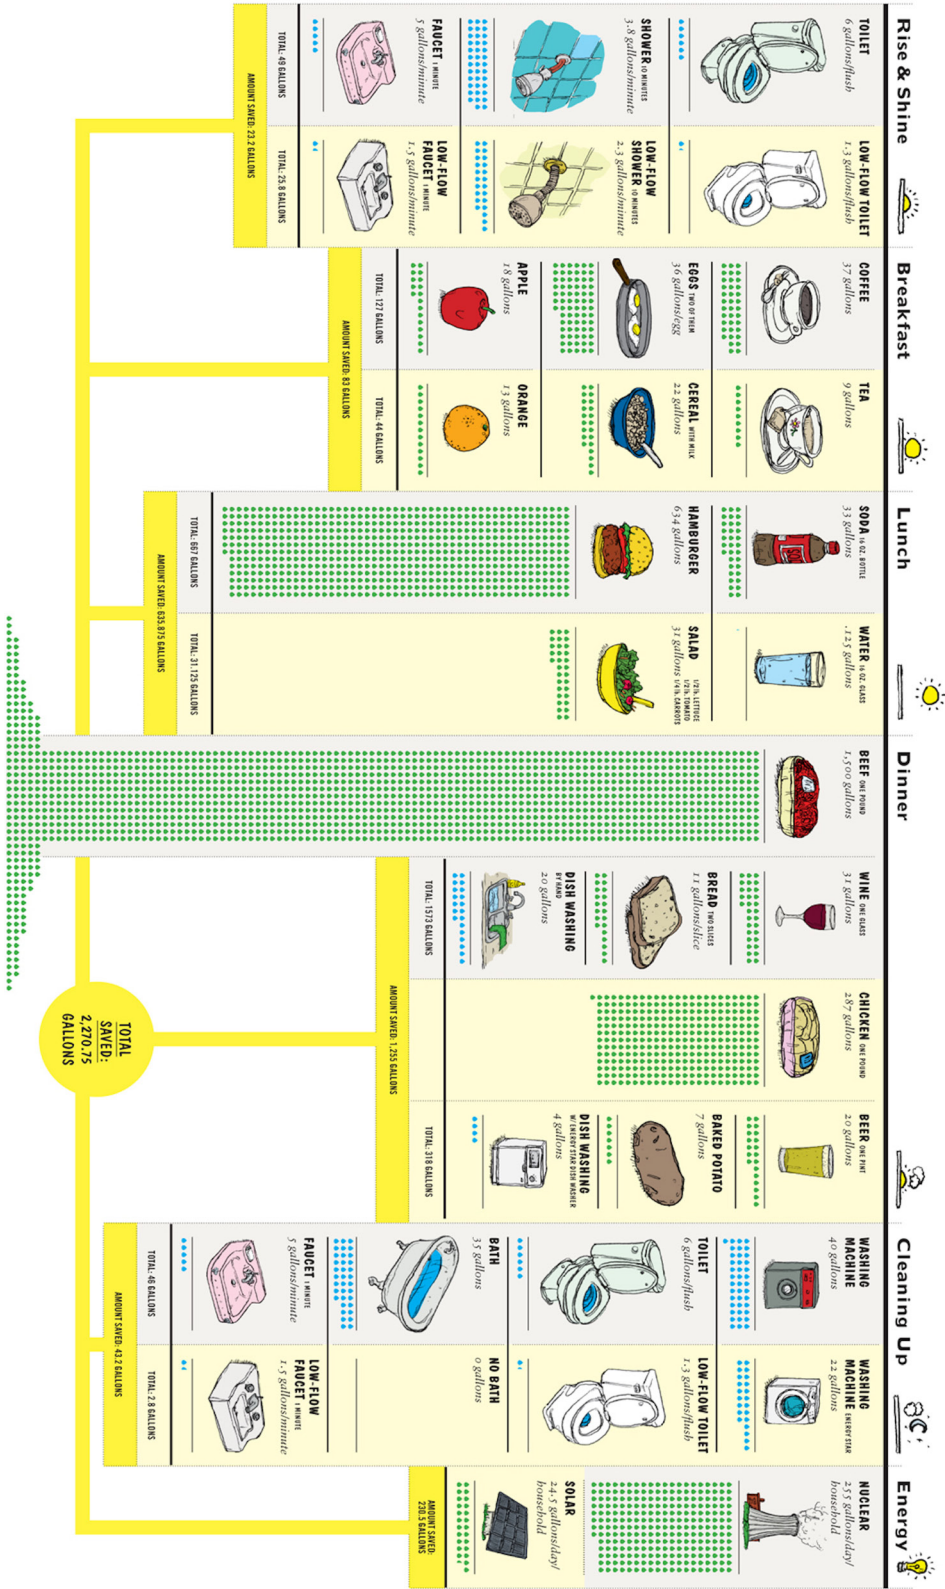 Rise & Shine
TOILET
6 gallons/flush
LOW-FLOW TOILET
1.3 gallons/flush
SHOWER 10 MINUTES
3.8 gallons/minute
LOW-FLOW
SHOWER 10 MINUTES
2.3 gallons/minute
FAUCET 1 MINUTE
5 gallons/minute
LOW-FLOW
FAUCET 1 MINUTE
1.5 gallons/minute
TOTAL: 49 GALLONS
TOTAL: 25.8 GALLONS
AMOUNT SAVED: 23.2 GALLONS
Breakfast
COFFEE
37 gallons
TEA
9 gallons
EGGS TWO OF THEM
36 gallons/egg
CEREAL WITH MILK
22 gallons
APPLE
18 gallons
ORANGE
13 gallons
TOTAL: 127 GALLONS
TOTAL: 44 GALLONS
AMOUNT SAVED: 83 GALLONS
Lunch
SODA 16 OZ. BOTTLE
33 gallons
WATER 16 OZ. GLASS
.125 gallons
HAMBURGER
634 gallons
SALAD
31 gallons
1/2 lb. LETTUCE
1/2 lb. TOMATO
1/4 lb. CARROTS
TOTAL: 667 GALLONS
TOTAL: 31.125 GALLONS
AMOUNT SAVED: 635.875 GALLONS
Dinner
BEEF ONE POUND
1,500 gallons
WINE ONE GLASS
31 gallons
BREAD TWO SLICES
11 gallons/slice
DISH WASHING
BY HAND
20 gallons
TOTAL: 1573 GALLONS
CHICKEN ONE POUND
287 gallons
BEER ONE PINT
20 gallons
BAKED POTATO
7 gallons
DISH WASHING
W/ ENERGY STAR DISH WASHER
4 gallons
TOTAL: 318 GALLONS
AMOUNT SAVED: 1,255 GALLONS
Cleaning Up
WASHING
MACHINE
40 gallons
WASHING
MACHINE ENERGY STAR
22 gallons
TOILET
6 gallons/flush
LOW-FLOW TOILET
1.3 gallons/flush
BATH
35 gallons
NO BATH
0 gallons
FAUCET 1 MINUTE
5 gallons/minute
LOW-FLOW
FAUCET 1 MINUTE
1.5 gallons/minute
TOTAL: 46 GALLONS
TOTAL: 2.8 GALLONS
AMOUNT SAVED: 43.2 GALLONS
Energy
NUCLEAR
255 gallons/day/
household
SOLAR
24.5 gallons/day/
household
AMOUNT SAVED:
230.5 GALLONS
TOTAL
SAVED:
2,270.75
GALLONS